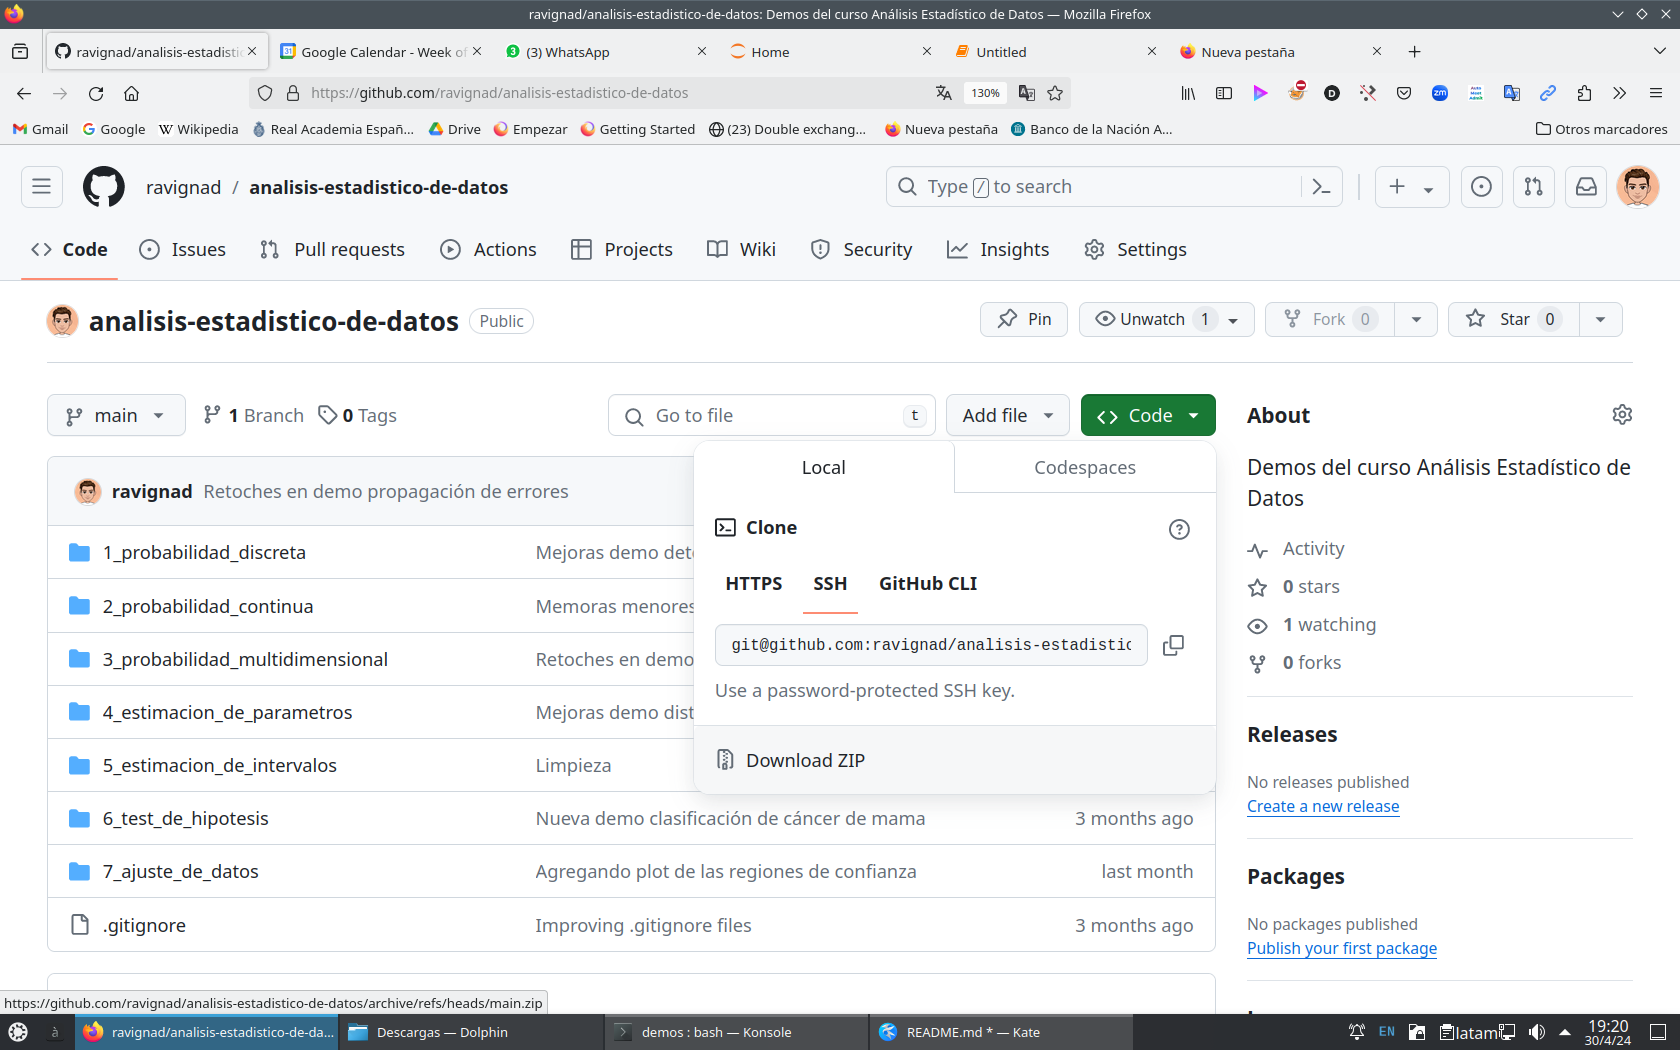 ravignad/analisis-estadistico-de-datos: Demos del curso Análisis Estadístico de Datos — Mozilla Firefox
ravignad/analisis-estadistic
Google Calendar - Week of
(3) WhatsApp
Home
Untitled
Nueva pestaña
https://github.com/ravignad/analisis-estadistico-de-datos
130%
Gmail
Google
Wikipedia
Real Academia Españ...
Drive
Empezar
Getting Started
(23) Double exchang...
Nueva pestaña
Banco de la Nación A...
Otros marcadores
ravignad / analisis-estadistico-de-datos
Type / to search
Code
Issues
Pull requests
Actions
Projects
Wiki
Security
Insights
Settings
analisis-estadistico-de-datos
Public
Pin
Unwatch 1
Fork 0
Star 0
main
1 Branch
0 Tags
Go to file
t
Add file
Code
Local
Codespaces
Clone
HTTPS
SSH
GitHub CLI
git@github.com:ravignad/analisis-estadistic
Use a password-protected SSH key.
Download ZIP
ravignad Retoches en demo propagación de errores
1_probabilidad_discreta Mejoras demo det
2_probabilidad_continua Memoras menores
3_probabilidad_multidimensional Retoches en demo
4_estimacion_de_parametros Mejoras demo dist
5_estimacion_de_intervalos Limpieza
6_test_de_hipotesis Nueva demo clasificación de cáncer de mama 3 months ago
7_ajuste_de_datos Agregando plot de las regiones de confianza last month
.gitignore Improving .gitignore files 3 months ago
About
Demos del curso Análisis Estadístico de
Datos
Activity
0 stars
1 watching
0 forks
Releases
No releases published
Create a new release
Packages
No packages published
Publish your first package
https://github.com/ravignad/analisis-estadistico-de-datos/archive/refs/heads/main.zip
à
ravignad/analisis-estadistico-de-da...
Descargas — Dolphin
demos : bash — Konsole
README.md * — Kate
EN
latam
19:20
30/4/24